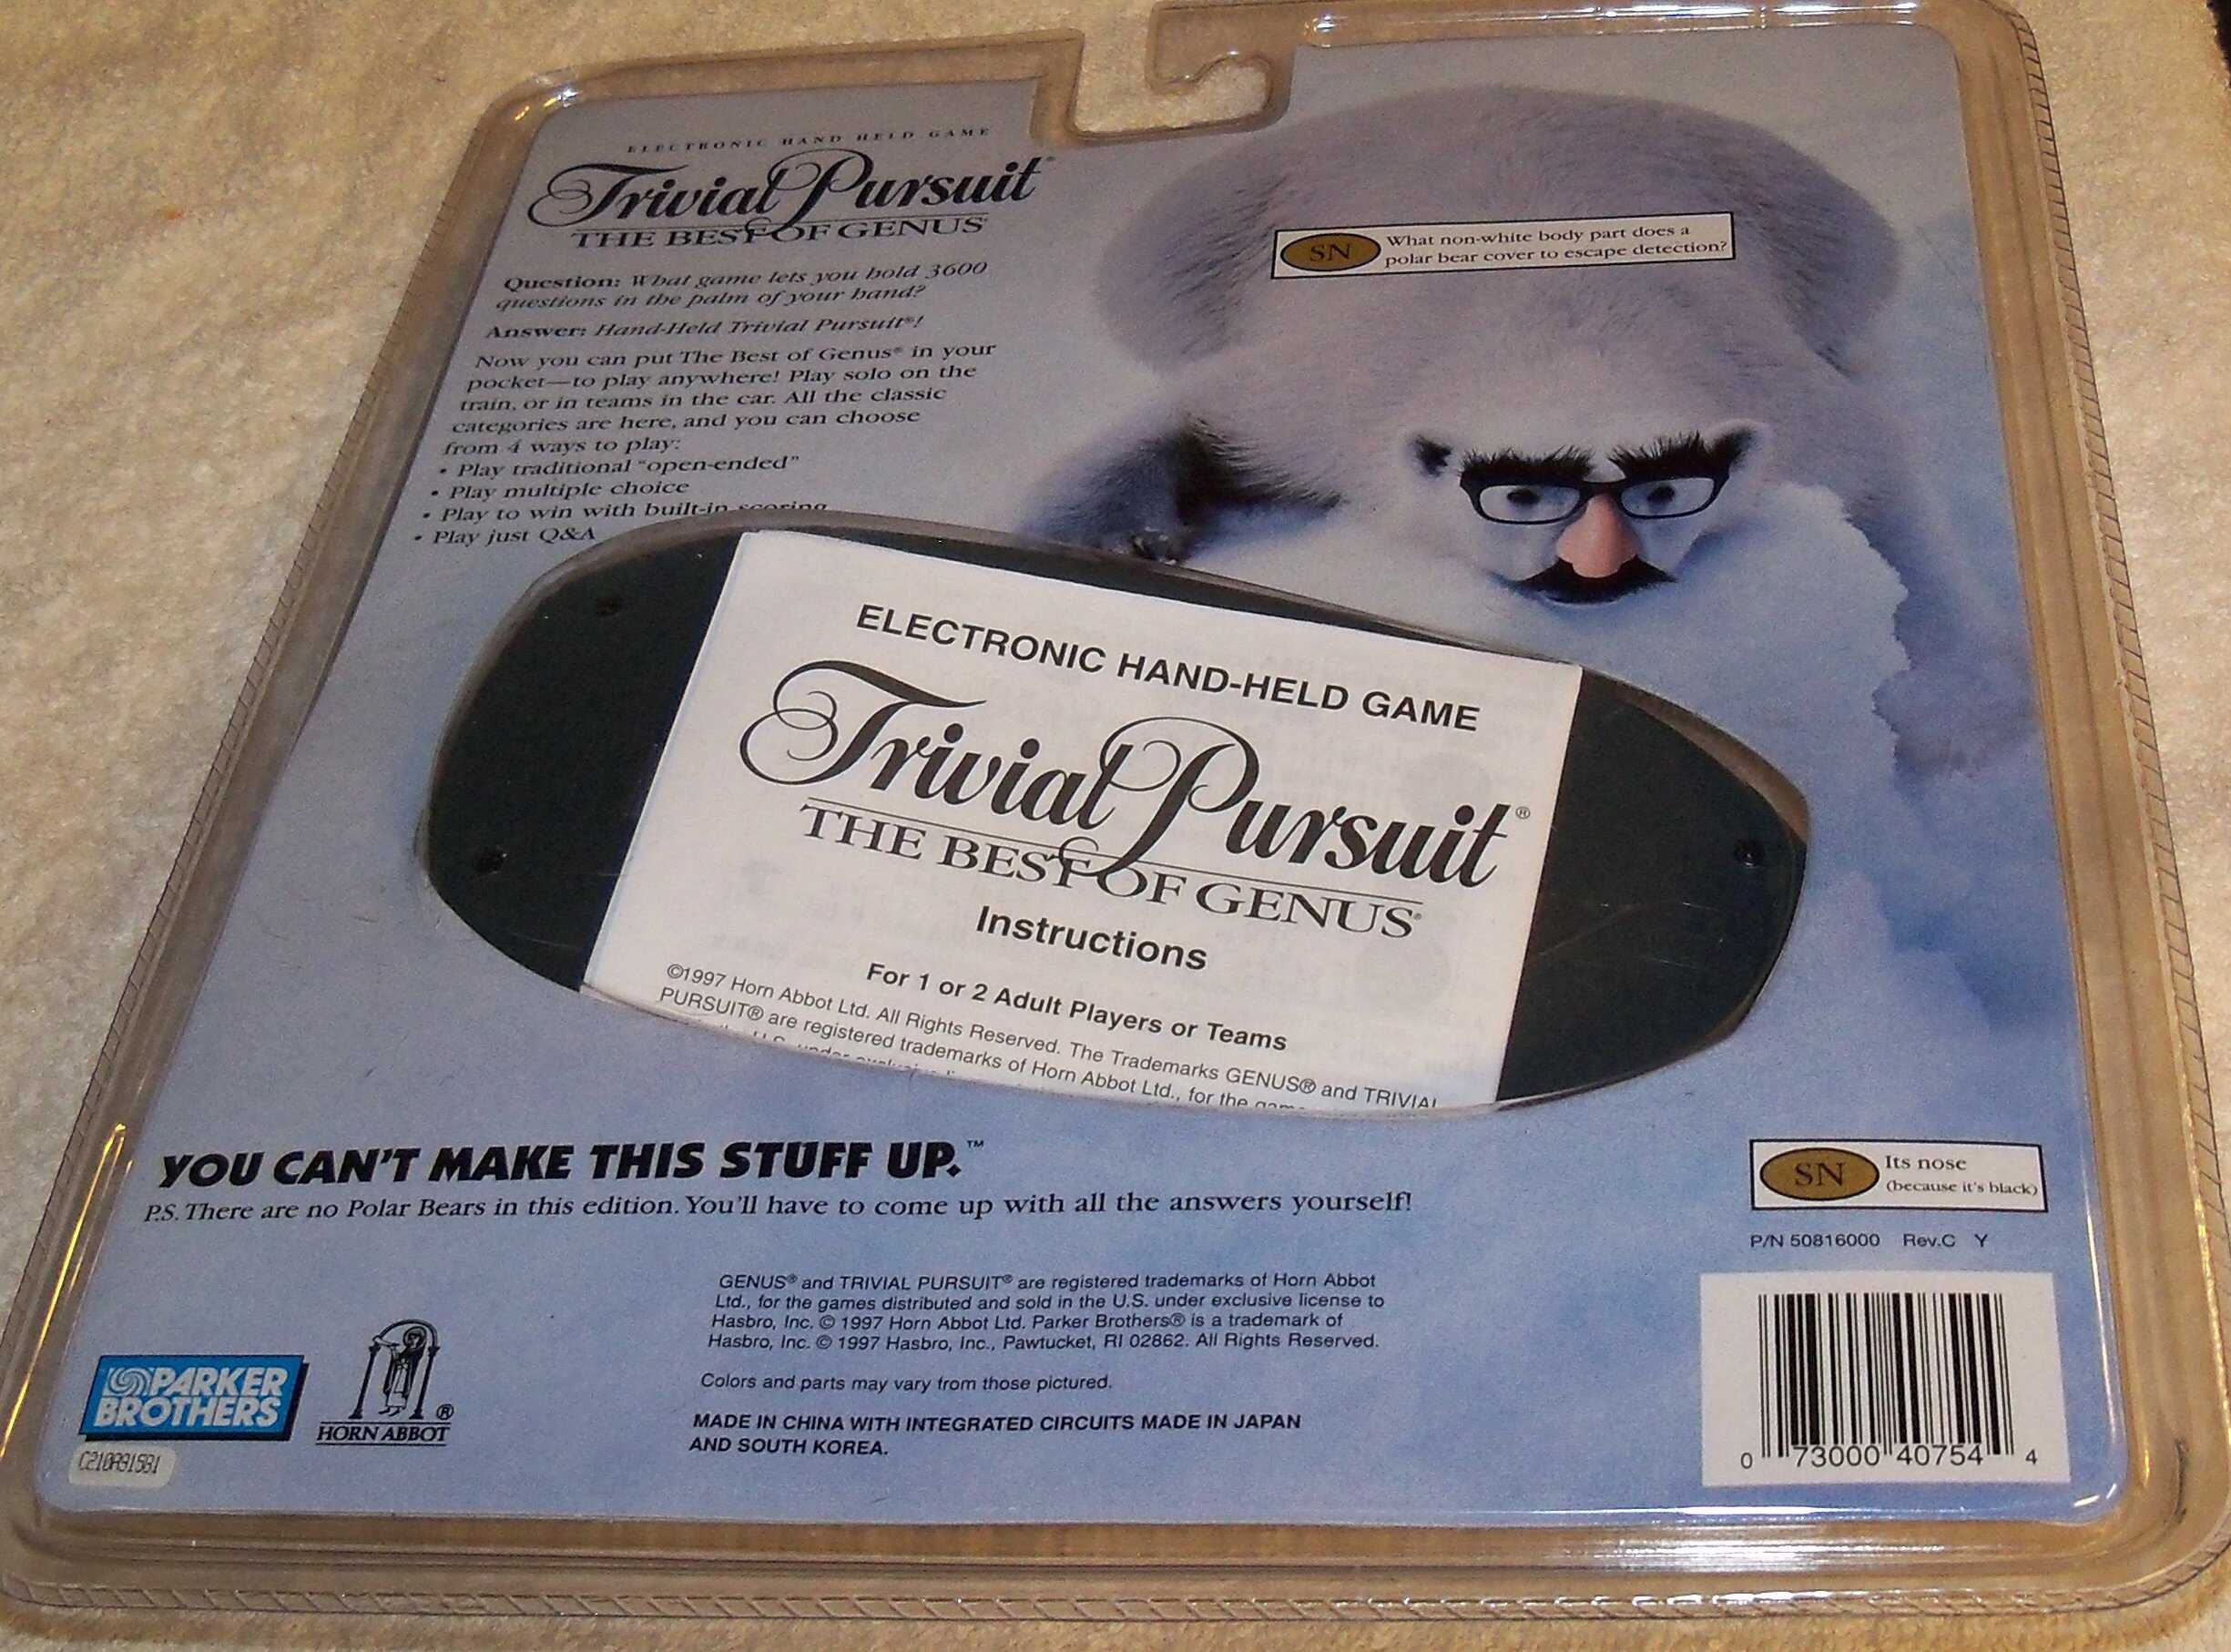 ELECTRONIC HAND HELD GAME
Trivial Pursuit®
THE BEST OF GENUS®
Question: What game lets you hold 3600
questions in the palm of your hand?
Answer: Hand-Held Trivial Pursuit®!
Now you can put The Best of Genus® in your
pocket—to play anywhere! Play solo on the
train, or in teams in the car. All the classic
categories are here, and you can choose
from 4 ways to play:
• Play traditional "open-ended"
• Play multiple choice
• Play to win with built-in scoring
• Play just Q&A
SN What non-white body part does a
polar bear cover to escape detection?
ELECTRONIC HAND-HELD GAME
Trivial Pursuit®
THE BEST OF GENUS®
Instructions
For 1 or 2 Adult Players or Teams
©1997 Horn Abbot Ltd. All Rights Reserved. The Trademarks GENUS® and TRIVIAL
PURSUIT® are registered trademarks of Horn Abbot Ltd., for the
YOU CAN'T MAKE THIS STUFF UP.™
P.S. There are no Polar Bears in this edition. You'll have to come up with all the answers yourself!
SN Its nose
(because it's black)
P/N 50816000 Rev.C Y
GENUS® and TRIVIAL PURSUIT® are registered trademarks of Horn Abbot
Ltd., for the games distributed and sold in the U.S. under exclusive license to
Hasbro, Inc. © 1997 Horn Abbot Ltd. Parker Brothers® is a trademark of
Hasbro, Inc. © 1997 Hasbro, Inc., Pawtucket, RI 02862. All Rights Reserved.
Colors and parts may vary from those pictured.
MADE IN CHINA WITH INTEGRATED CIRCUITS MADE IN JAPAN
AND SOUTH KOREA.
PARKER
BROTHERS
HORN ABBOT ®
0 73000 40754 4